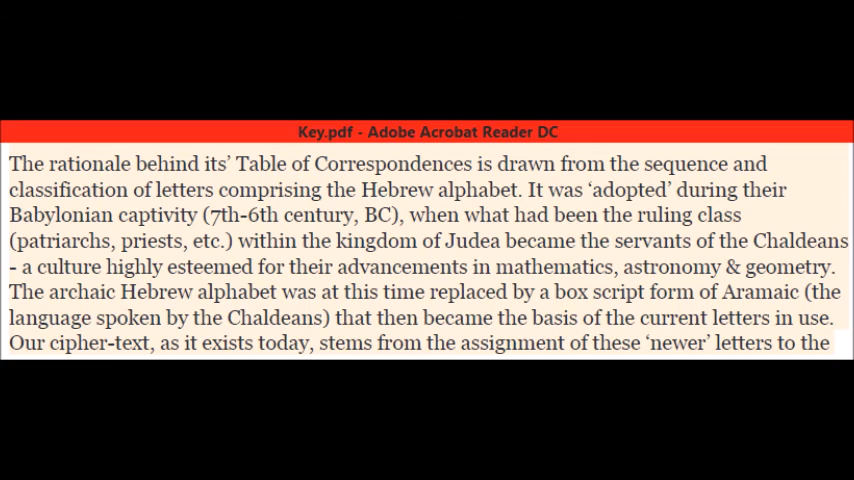 Key.pdf - Adobe Acrobat Reader DC
The rationale behind its’ Table of Correspondences is drawn from the sequence and
classification of letters comprising the Hebrew alphabet. It was ‘adopted’ during their
Babylonian captivity (7th-6th century, BC), when what had been the ruling class
(patriarchs, priests, etc.) within the kingdom of Judea became the servants of the Chaldeans
- a culture highly esteemed for their advancements in mathematics, astronomy & geometry.
The archaic Hebrew alphabet was at this time replaced by a box script form of Aramaic (the
language spoken by the Chaldeans) that then became the basis of the current letters in use.
Our cipher-text, as it exists today, stems from the assignment of these ‘newer’ letters to the